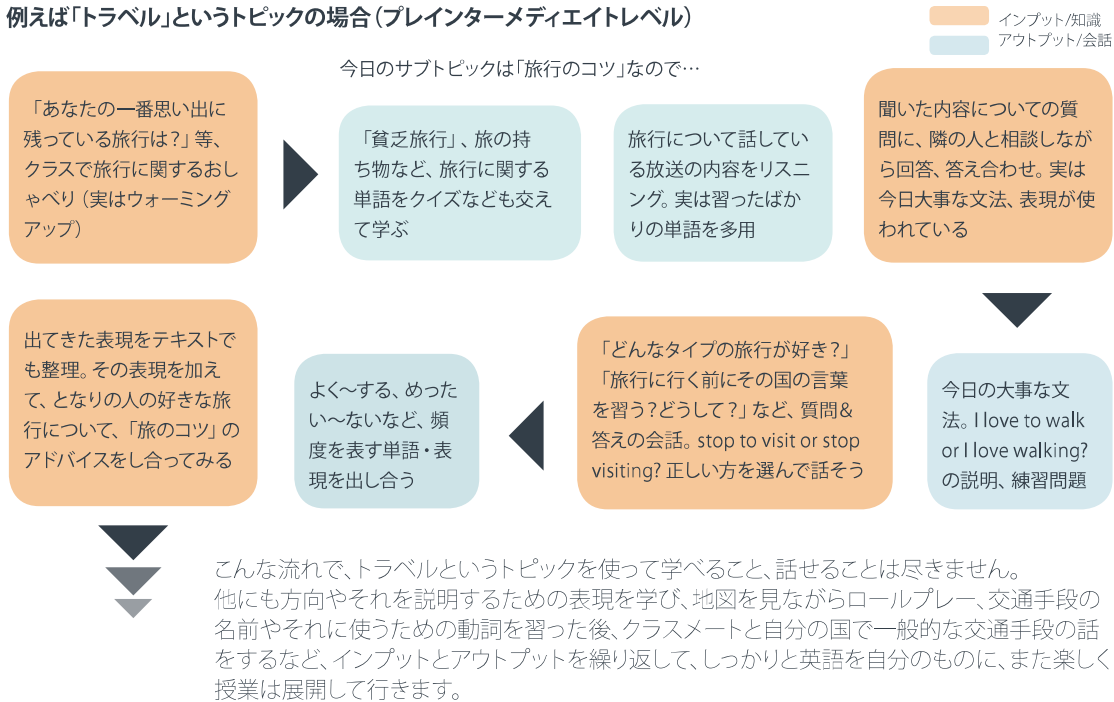 例えば「トラベル」というトピックの場合（プレインターメディエイトレベル）
インプット/知識
アウトプット/会話
今日のサブトピックは「旅行のコツ」なので…
「あなたの一番思い出に
残っている旅行は？」等、
クラスで旅行に関するおし
ゃべり（実はウォーミング
アップ）
「貧乏旅行」、旅の持
ち物など、旅行に関する
単語をクイズなども交え
て学ぶ
旅行について話してい
る放送の内容をリスニ
ング。実は習ったばか
りの単語を多用
聞いた内容についての質
問に、隣の人と相談しなが
ら回答、答え合わせ。実は
今日大事な文法、表現が使
われている
今日の大事な文
法。I love to walk
or I love walking?
の説明、練習問題
「どんなタイプの旅行が好き？」
「旅行に行く前にその国の言葉
を習う？どうして？」など、質問＆
答えの会話。stop to visit or stop
visiting? 正しい方を選んで話そう
よく〜する、めった
い〜ないなど、頻
度を表す単語・表
現を出し合う
出てきた表現をテキストで
も整理。その表現を加え
て、となりの人の好きな旅
行について、「旅のコツ」の
アドバイスをし合ってみる
こんな流れで、トラベルというトピックを使って学べること、話せることは尽きません。
他にも方向やそれを説明するための表現を学び、地図を見ながらロールプレー、交通手段の
名前やそれに使うための動詞を習った後、クラスメートと自分の国で一般的な交通手段の話
をするなど、インプットとアウトプットを繰り返して、しっかりと英語を自分のものに、また楽しく
授業は展開して行きます。